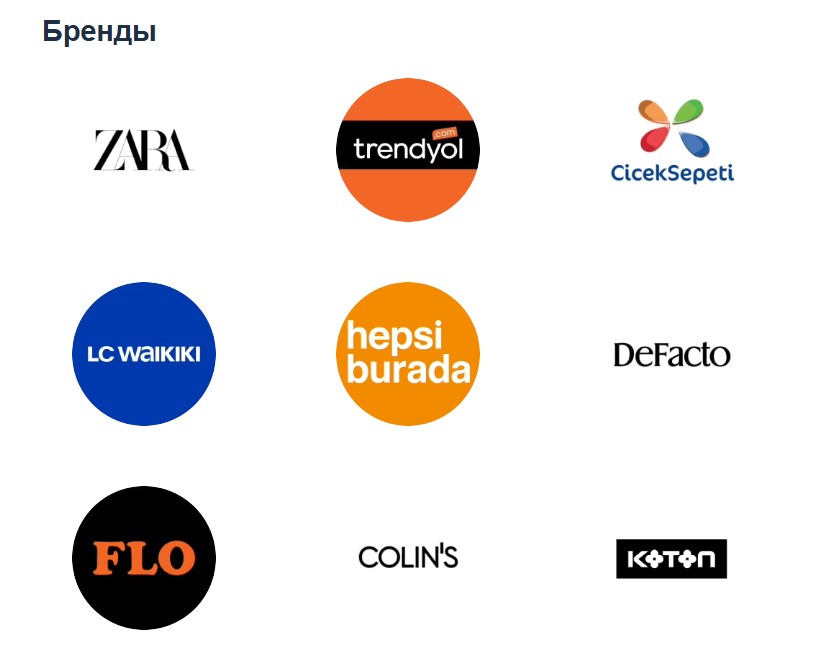 Бренды
ZARA
.com
trendyol
CicekSepeti
LC WAIKIKI
hepsi
burada
DeFacto
FLO
COLIN'S
KOTON